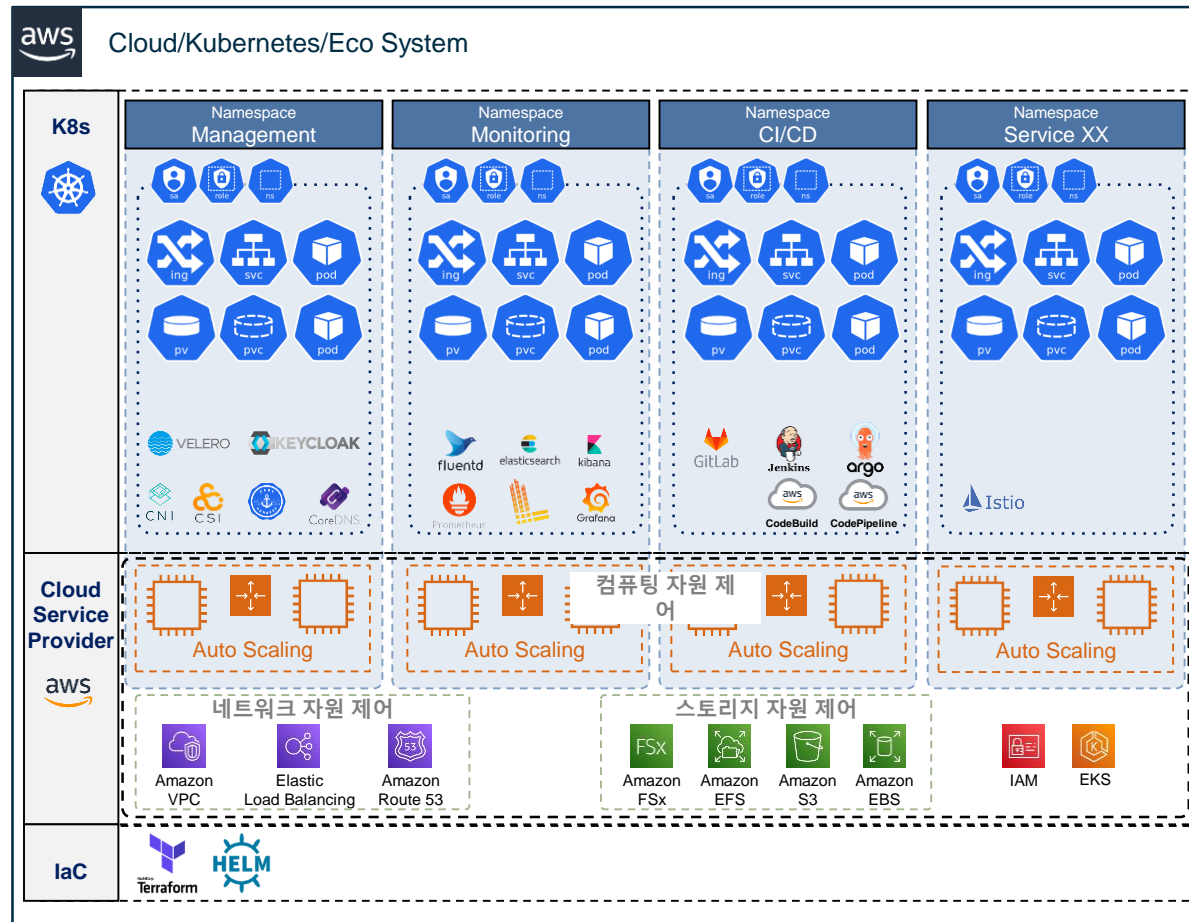 aws
Cloud/Kubernetes/Eco System
K8s
Namespace
Management
Namespace
Monitoring
Namespace
CI/CD
Namespace
Service XX
sa role ns
sa role ns
sa role ns
sa role ns
ing svc pod
ing svc pod
ing svc pod
ing svc pod
pv pvc pod
pv pvc pod
pv pvc pod
pv pvc pod
VELERO KEYCLOAK
CNI CSI CoreDNS
fluentd elasticsearch kibana
Prometheus Grafana
GitLab Jenkins argo
aws aws
CodeBuild CodePipeline
Istio
Cloud
Service
Provider
aws
컴퓨팅 자원 제
어
Auto Scaling
Auto Scaling
Auto Scaling
Auto Scaling
네트워크 자원 제어
53
Amazon
VPC
Elastic
Load Balancing
Amazon
Route 53
스토리지 자원 제어
FSx
Amazon
FSx
Amazon
EFS
Amazon
S3
Amazon
EBS
IAM
K
EKS
IaC
HashiCorp
Terraform
HELM